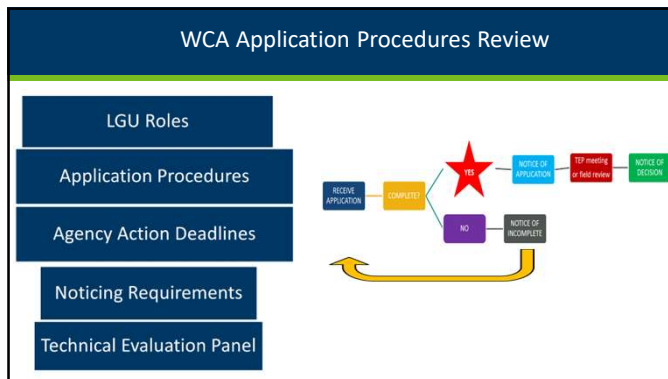 WCA Application Procedures Review
LGU Roles
Application Procedures
Agency Action Deadlines
Noticing Requirements
Technical Evaluation Panel
RECEIVE
APPLICATION
COMPLETE?
YES
NOTICE OF
APPLICATION
TEP meeting
or field review
NOTICE OF
DECISION
NO
NOTICE OF
INCOMPLETE